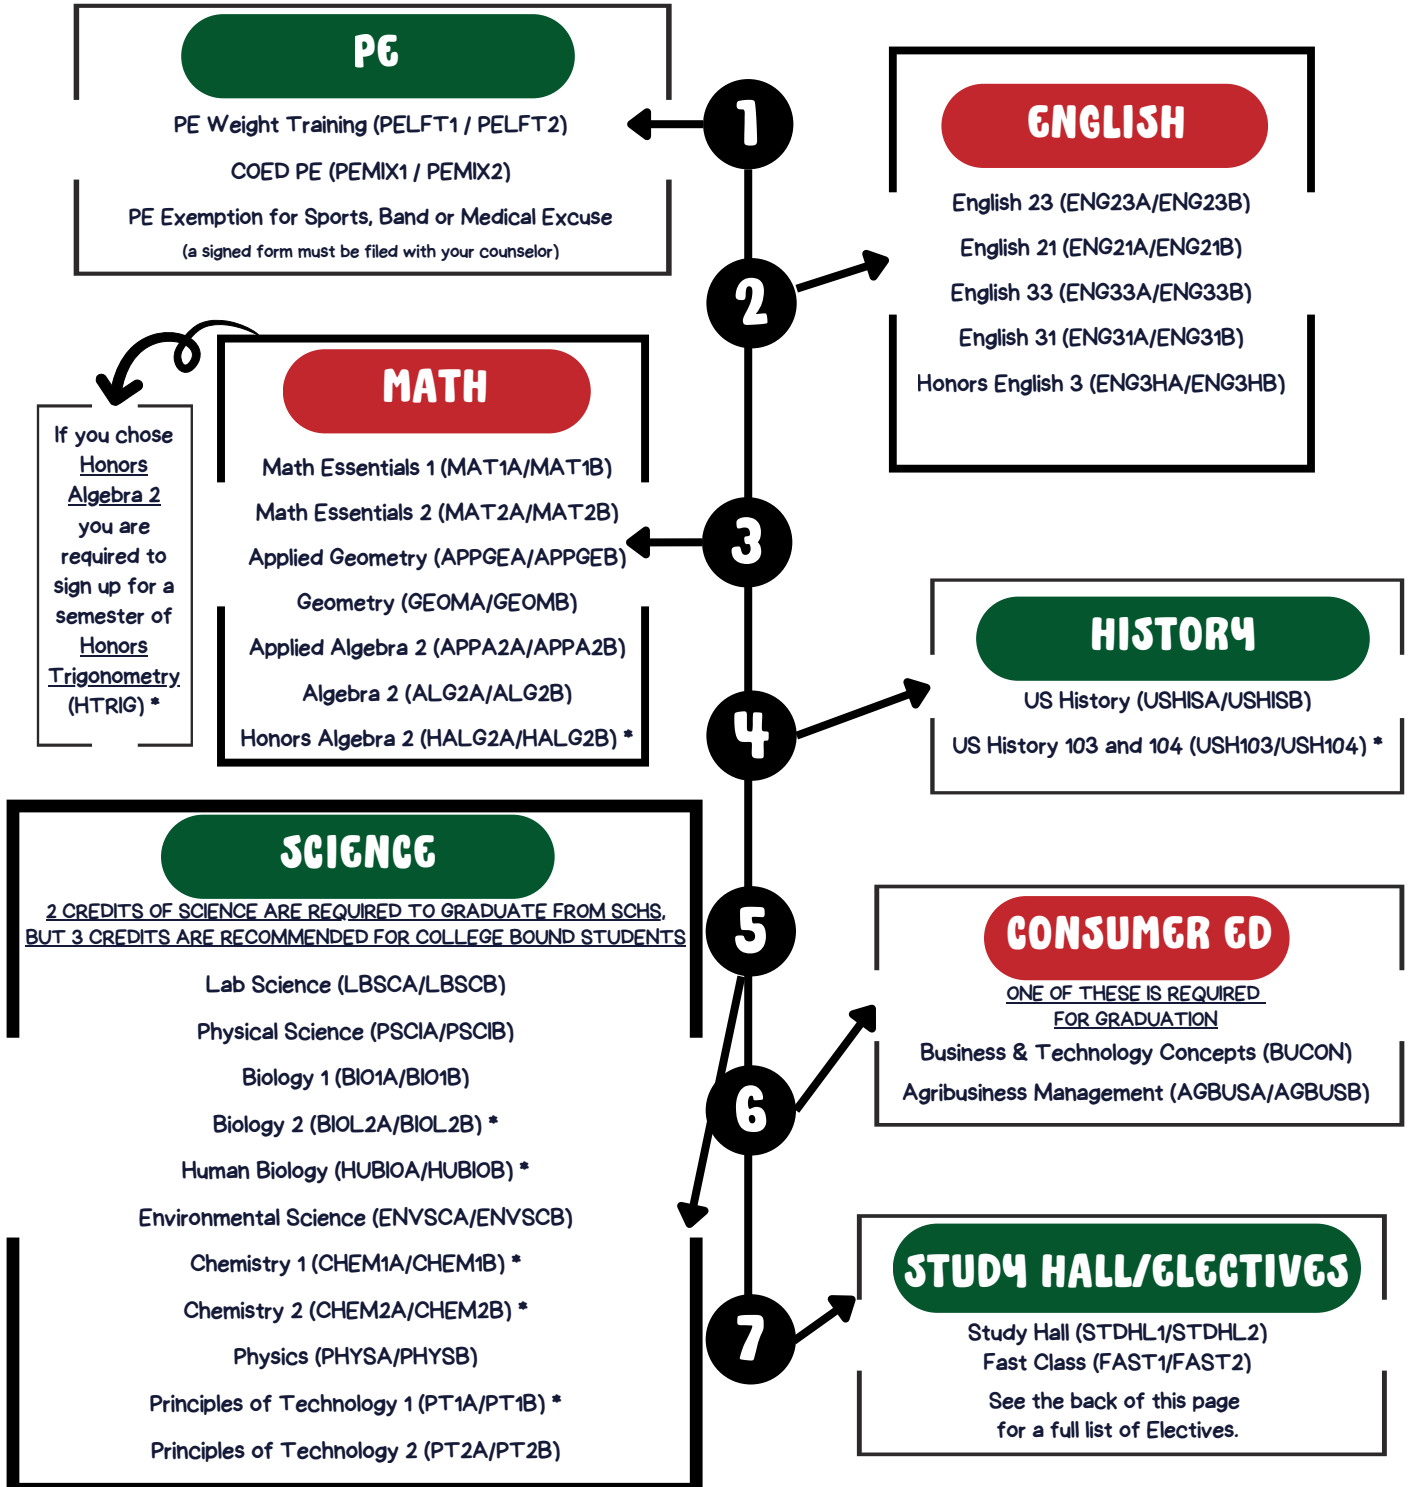 PE
PE Weight Training (PELFT1 / PELFT2)
COED PE (PEMIX1 / PEMIX2)
PE Exemption for Sports, Band or Medical Excuse
(a signed form must be filed with your counselor)
1
ENGLISH
English 23 (ENG23A/ENG23B)
English 21 (ENG21A/ENG21B)
English 33 (ENG33A/ENG33B)
English 31 (ENG31A/ENG31B)
Honors English 3 (ENG3HA/ENG3HB)
2
MATH
Math Essentials 1 (MAT1A/MAT1B)
Math Essentials 2 (MAT2A/MAT2B)
Applied Geometry (APPGEA/APPGEB)
Geometry (GEOMA/GEOMB)
Applied Algebra 2 (APPA2A/APPA2B)
Algebra 2 (ALG2A/ALG2B)
Honors Algebra 2 (HALG2A/HALG2B) *
If you chose
Honors
Algebra 2
you are
required to
sign up for a
semester of
Honors
Trigonometry
(HTRIG) *
3
HISTORY
US History (USHISA/USHISB)
US History 103 and 104 (USH103/USH104) *
4
SCIENCE
2 CREDITS OF SCIENCE ARE REQUIRED TO GRADUATE FROM SCHS,
BUT 3 CREDITS ARE RECOMMENDED FOR COLLEGE BOUND STUDENTS
Lab Science (LBSCA/LBSCB)
Physical Science (PSCIA/PSCIB)
Biology 1 (BIO1A/BIO1B)
Biology 2 (BIOL2A/BIOL2B) *
Human Biology (HUBIOA/HUBIOB) *
Environmental Science (ENVSCA/ENVSCB)
Chemistry 1 (CHEM1A/CHEM1B) *
Chemistry 2 (CHEM2A/CHEM2B) *
Physics (PHYSA/PHYSB)
Principles of Technology 1 (PT1A/PT1B) *
Principles of Technology 2 (PT2A/PT2B)
5
CONSUMER ED
ONE OF THESE IS REQUIRED
FOR GRADUATION
Business & Technology Concepts (BUCON)
Agribusiness Management (AGBUSA/AGBUSB)
6
STUDY HALL/ELECTIVES
Study Hall (STDHL1/STDHL2)
Fast Class (FAST1/FAST2)
See the back of this page
for a full list of Electives.
7